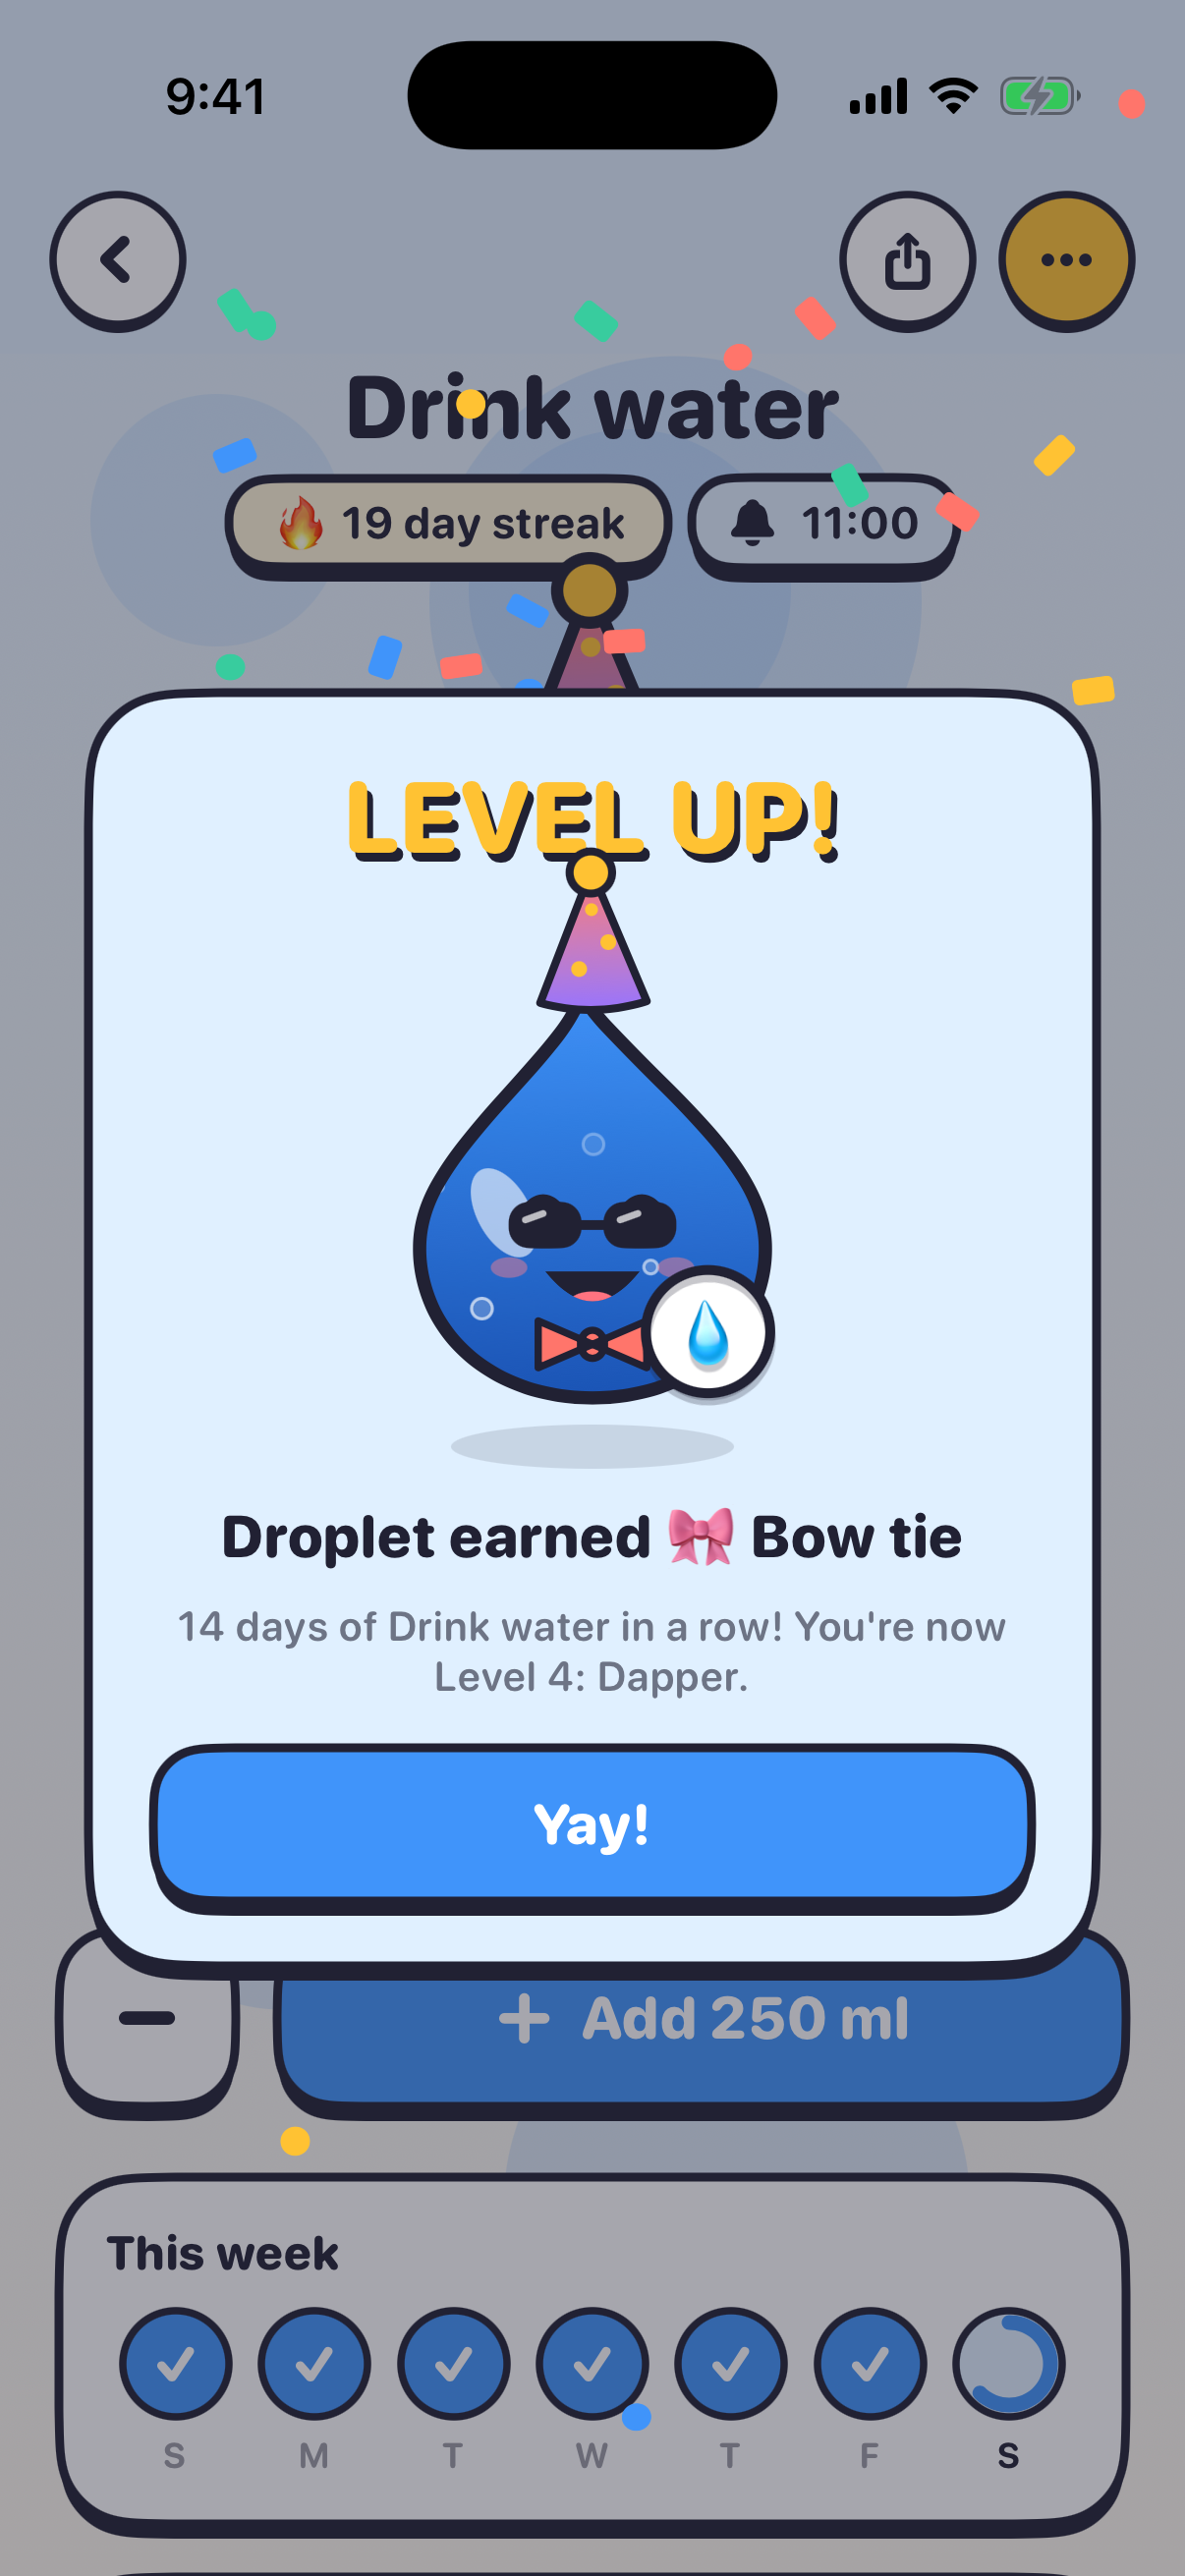 9:41
Drink water
🔥 19 day streak
11:00
LEVEL UP!
Droplet earned 🎀 Bow tie
14 days of Drink water in a row! You're now
Level 4: Dapper.
Yay!
+ Add 250 ml
This week
S M T W T F S